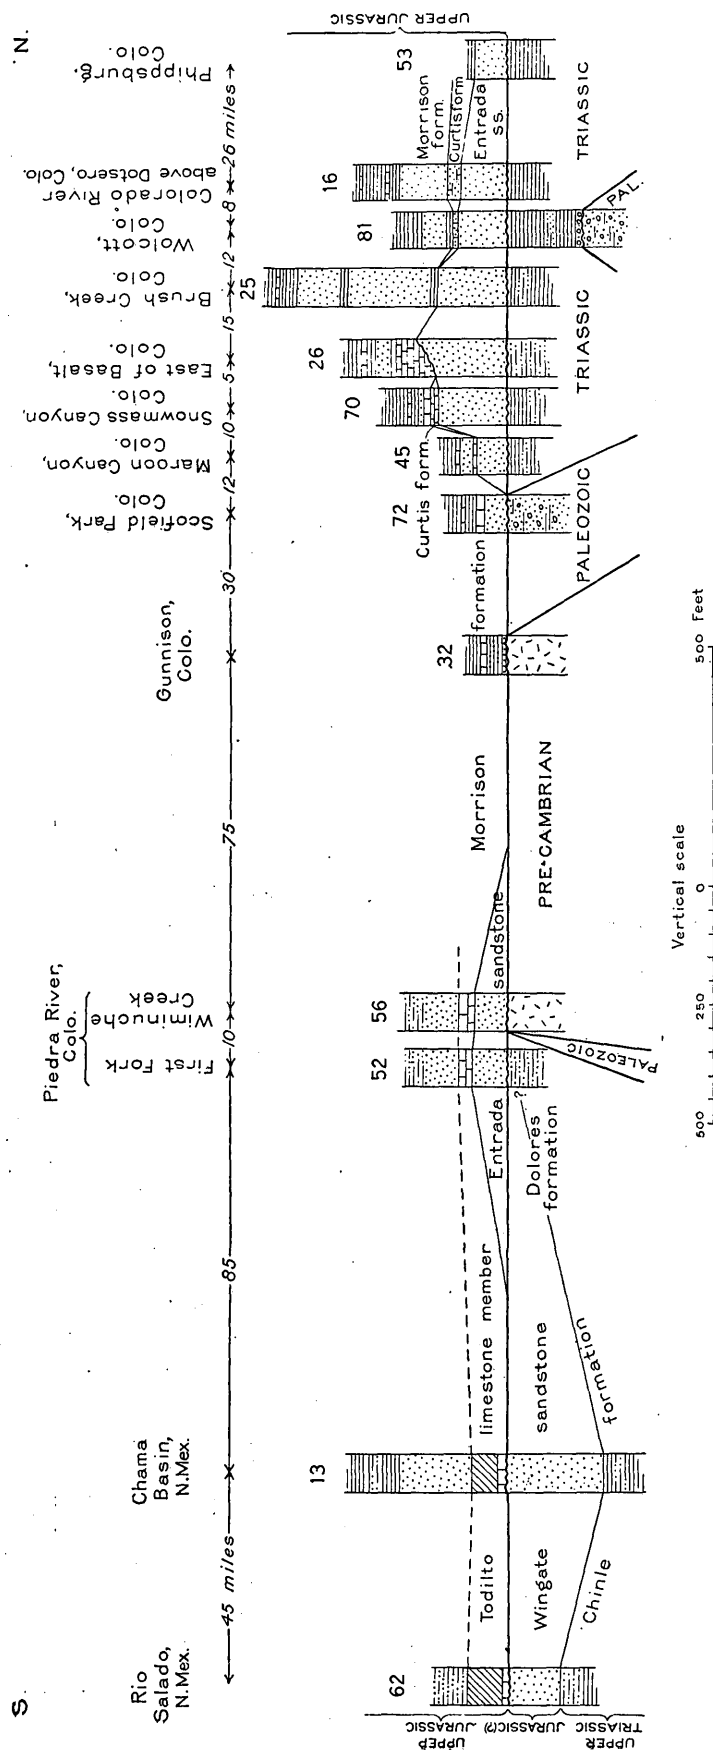 S
N.
Rio
Salado,
N.Mex.
45 miles
Chama
Basin,
N.Mex.
85
Piedra River,
Colo.
First Fork
10
Wiminuche
Creek
75
Gunnison,
Colo.
30
Scofield Park,
Colo.
12
Maroon Canyon,
Colo.
10
Snowmass Canyon,
Colo.
5
East of Basalt,
Colo.
15
Brush Creek,
Colo.
12
Wolcott,
Colo.
8
Colorado River
above Dotsero, Colo.
26 miles
Phippsburg,
Colo.
62
13
52
56
32
72
45
70
26
25
81
16
53
UPPER
JURASSIC
JURASSIC(?)
UPPER
TRIASSIC
UPPER JURASSIC
Todilto
limestone member
Entrada
sandstone
Morrison
formation
Curtis form.
Morrison
form.
Curtis form
Entrada
ss.
Wingate
sandstone
Chinle
formation
?
Dolores
formation
PALEOZOIC
PRE-CAMBRIAN
PALEOZOIC
TRIASSIC
PAL.
TRIASSIC
Vertical scale
500
250
0
500 Feet